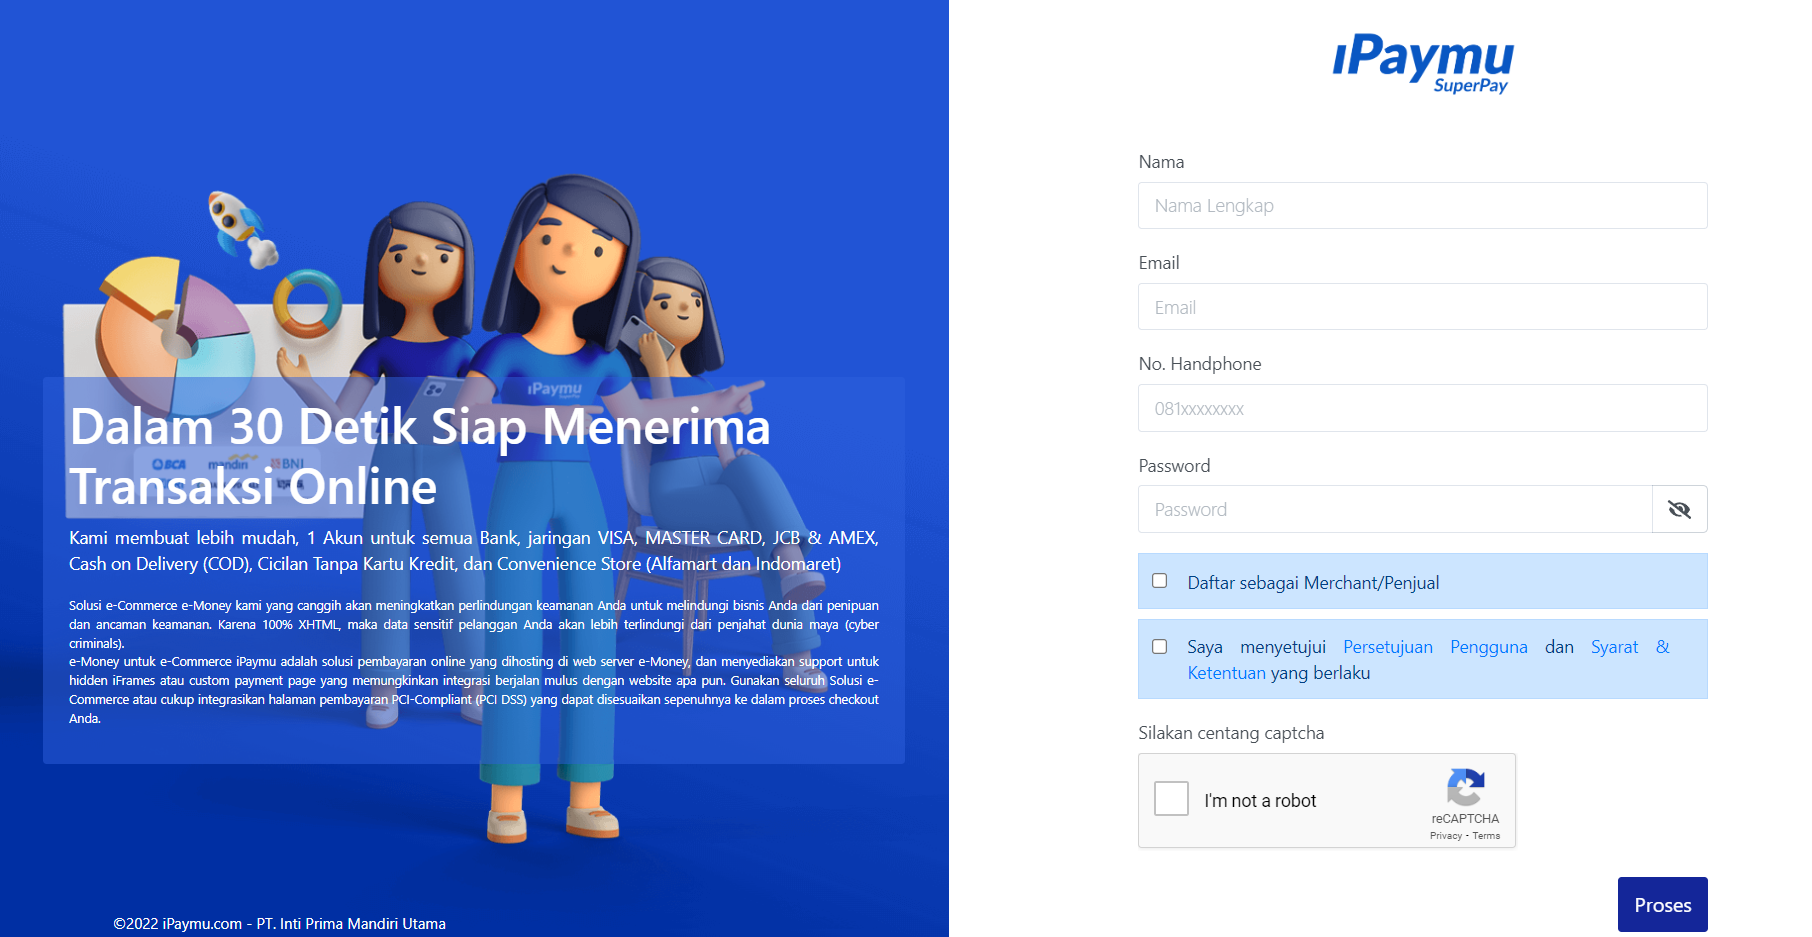 iPaymu
SuperPay
Nama
Nama Lengkap
Email
Email
No. Handphone
081xxxxxxxx
Password
Password
Daftar sebagai Merchant/Penjual
Saya menyetujui Persetujuan Pengguna dan Syarat &
Ketentuan yang berlaku
Silakan centang captcha
I'm not a robot
reCAPTCHA
Privacy - Terms
Proses
iPaymu
SuperPay
Dalam 30 Detik Siap Menerima
Transaksi Online
BCA mandiri BNI
Kami membuat lebih mudah, 1 Akun untuk semua Bank, jaringan VISA, MASTER CARD, JCB & AMEX,
Cash on Delivery (COD), Cicilan Tanpa Kartu Kredit, dan Convenience Store (Alfamart dan Indomaret)
Solusi e-Commerce e-Money kami yang canggih akan meningkatkan perlindungan keamanan Anda untuk melindungi bisnis Anda dari penipuan
dan ancaman keamanan. Karena 100% XHTML, maka data sensitif pelanggan Anda akan lebih terlindungi dari penjahat dunia maya (cyber
criminals).
e-Money untuk e-Commerce iPaymu adalah solusi pembayaran online yang dihosting di web server e-Money, dan menyediakan support untuk
hidden iFrames atau custom payment page yang memungkinkan integrasi berjalan mulus dengan website apa pun. Gunakan seluruh Solusi e-
Commerce atau cukup integrasikan halaman pembayaran PCI-Compliant (PCI DSS) yang dapat disesuaikan sepenuhnya ke dalam proses checkout
Anda.
©2022 iPaymu.com - PT. Inti Prima Mandiri Utama